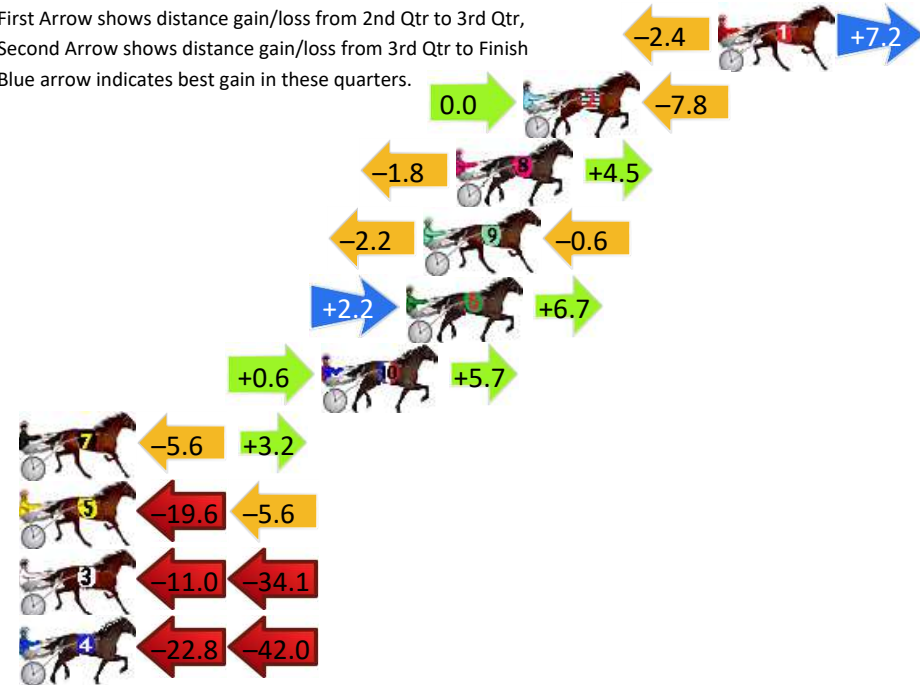 First Arrow shows distance gain/loss from 2nd Qtr to 3rd Qtr,
Second Arrow shows distance gain/loss from 3rd Qtr to Finish
Blue arrow indicates best gain in these quarters.
−2.4 1 +7.2
0.0 2 −7.8
−1.8 8 +4.5
−2.2 9 −0.6
+2.2 6 +6.7
+0.6 10 +5.7
7 −5.6 +3.2
5 −19.6 −5.6
3 −11.0 −34.1
4 −22.8 −42.0